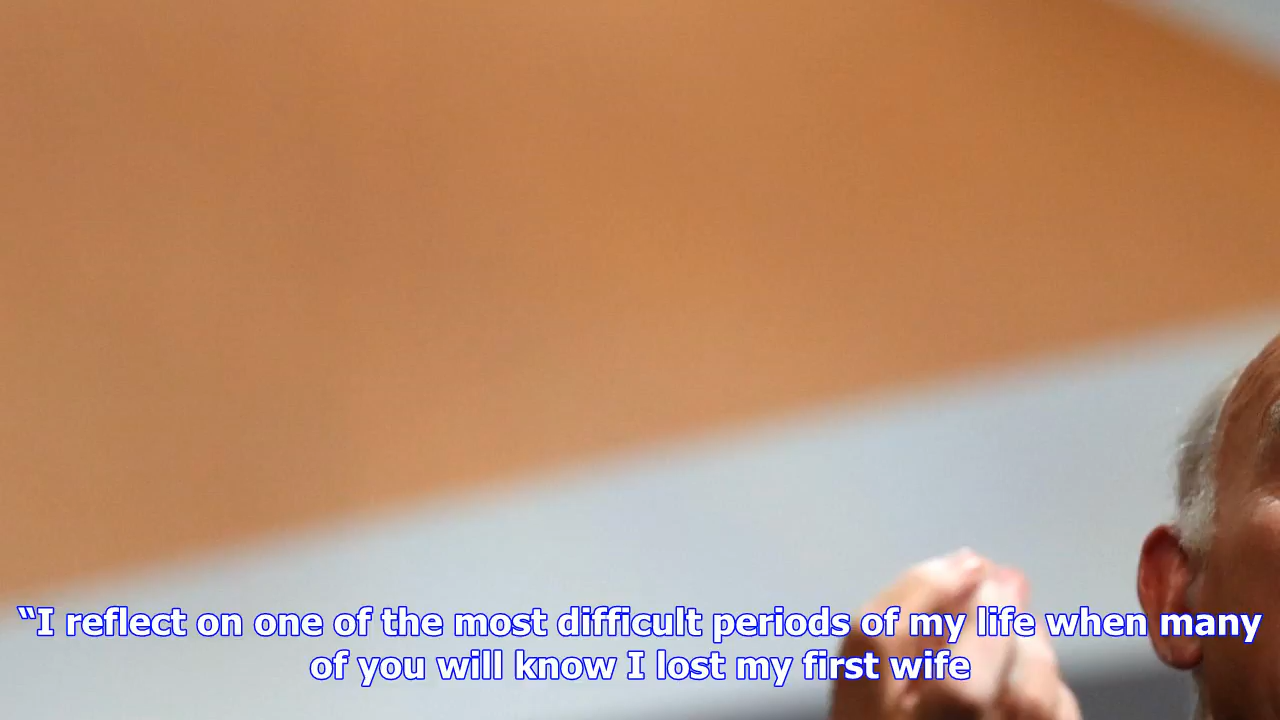 “I reflect on one of the most difficult periods of my life when many
of you will know I lost my first wife